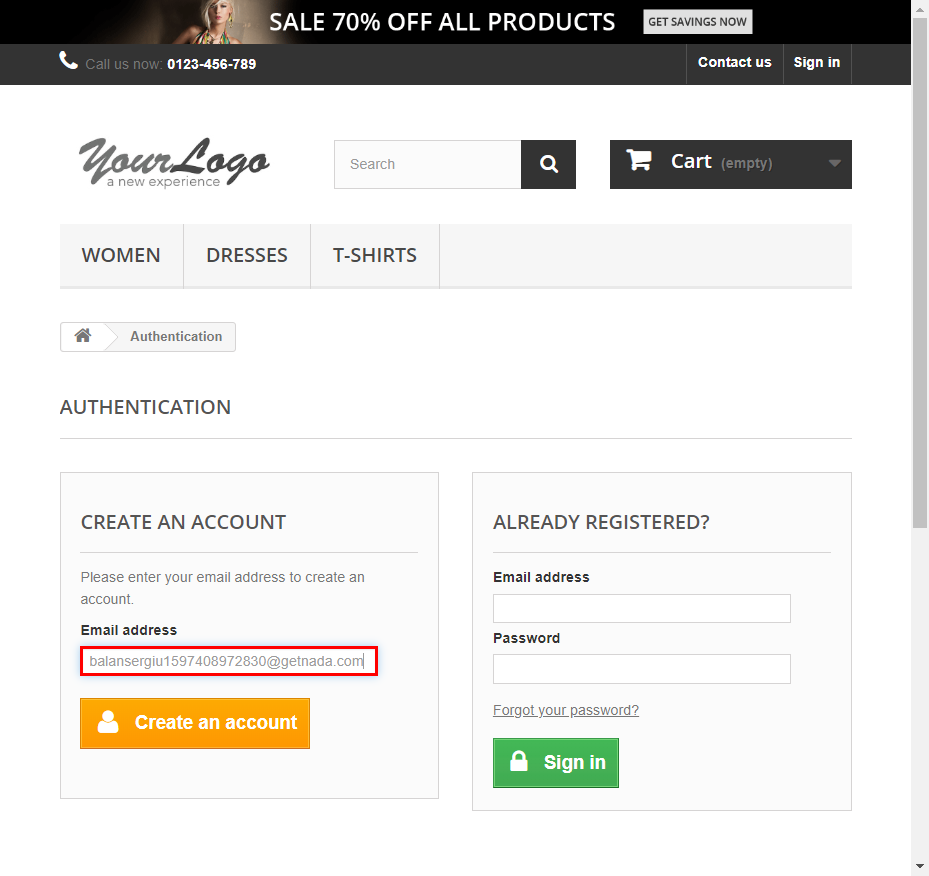 SALE 70% OFF ALL PRODUCTS GET SAVINGS NOW
Call us now: 0123-456-789 Contact us Sign in
YourLogo
a new experience
Search
Cart (empty)
WOMEN DRESSES T-SHIRTS
Authentication
AUTHENTICATION
CREATE AN ACCOUNT
Please enter your email address to create an
account.
Email address
balansergiu1597408972830@getnada.com
Create an account
ALREADY REGISTERED?
Email address
Password
Forgot your password?
Sign in